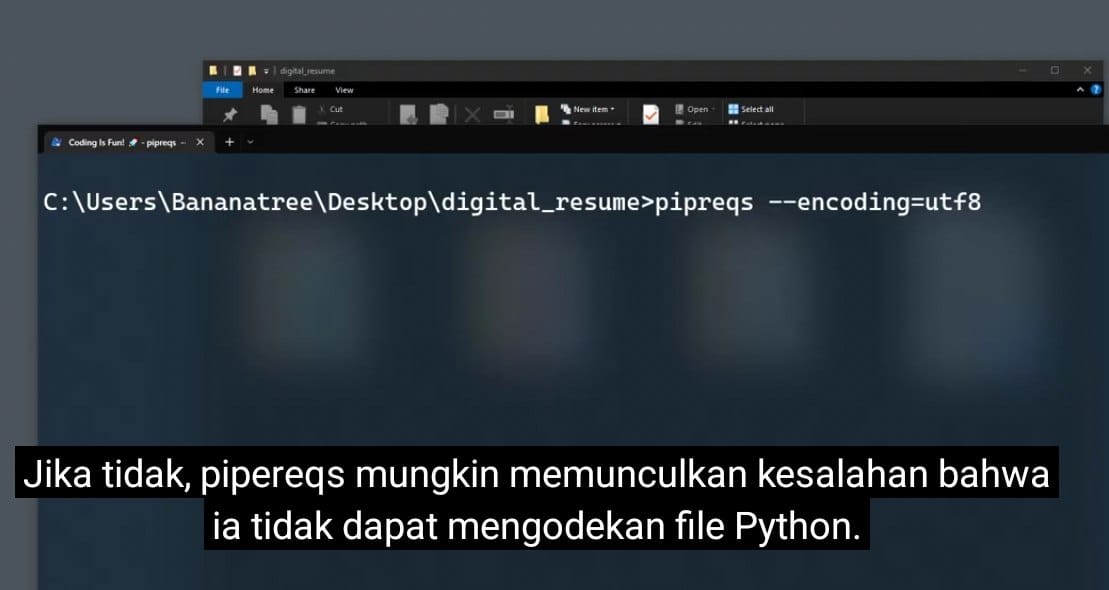 digital_resume
File Home Share View
Cut
New item
Open
Select all
Coding Is Fun! 🚀 - pipreqs
C:\Users\Bananatree\Desktop\digital_resume>pipreqs --encoding=utf8
Jika tidak, pipereqs mungkin memunculkan kesalahan bahwa
ia tidak dapat mengodekan file Python.